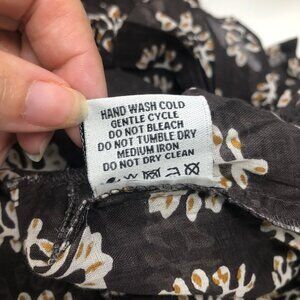 HAND WASH COLD
GENTLE CYCLE
DO NOT BLEACH
DO NOT TUMBLE DRY
MEDIUM IRON
DO NOT DRY CLEAN